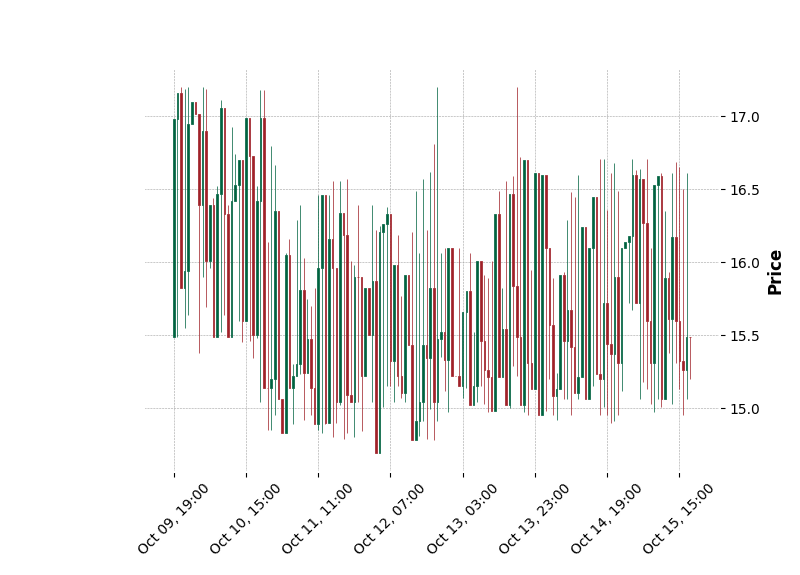 17.0
16.5
16.0
15.5
15.0
Price
Oct 09, 19:00
Oct 10, 15:00
Oct 11, 11:00
Oct 12, 07:00
Oct 13, 03:00
Oct 13, 23:00
Oct 14, 19:00
Oct 15, 15:00